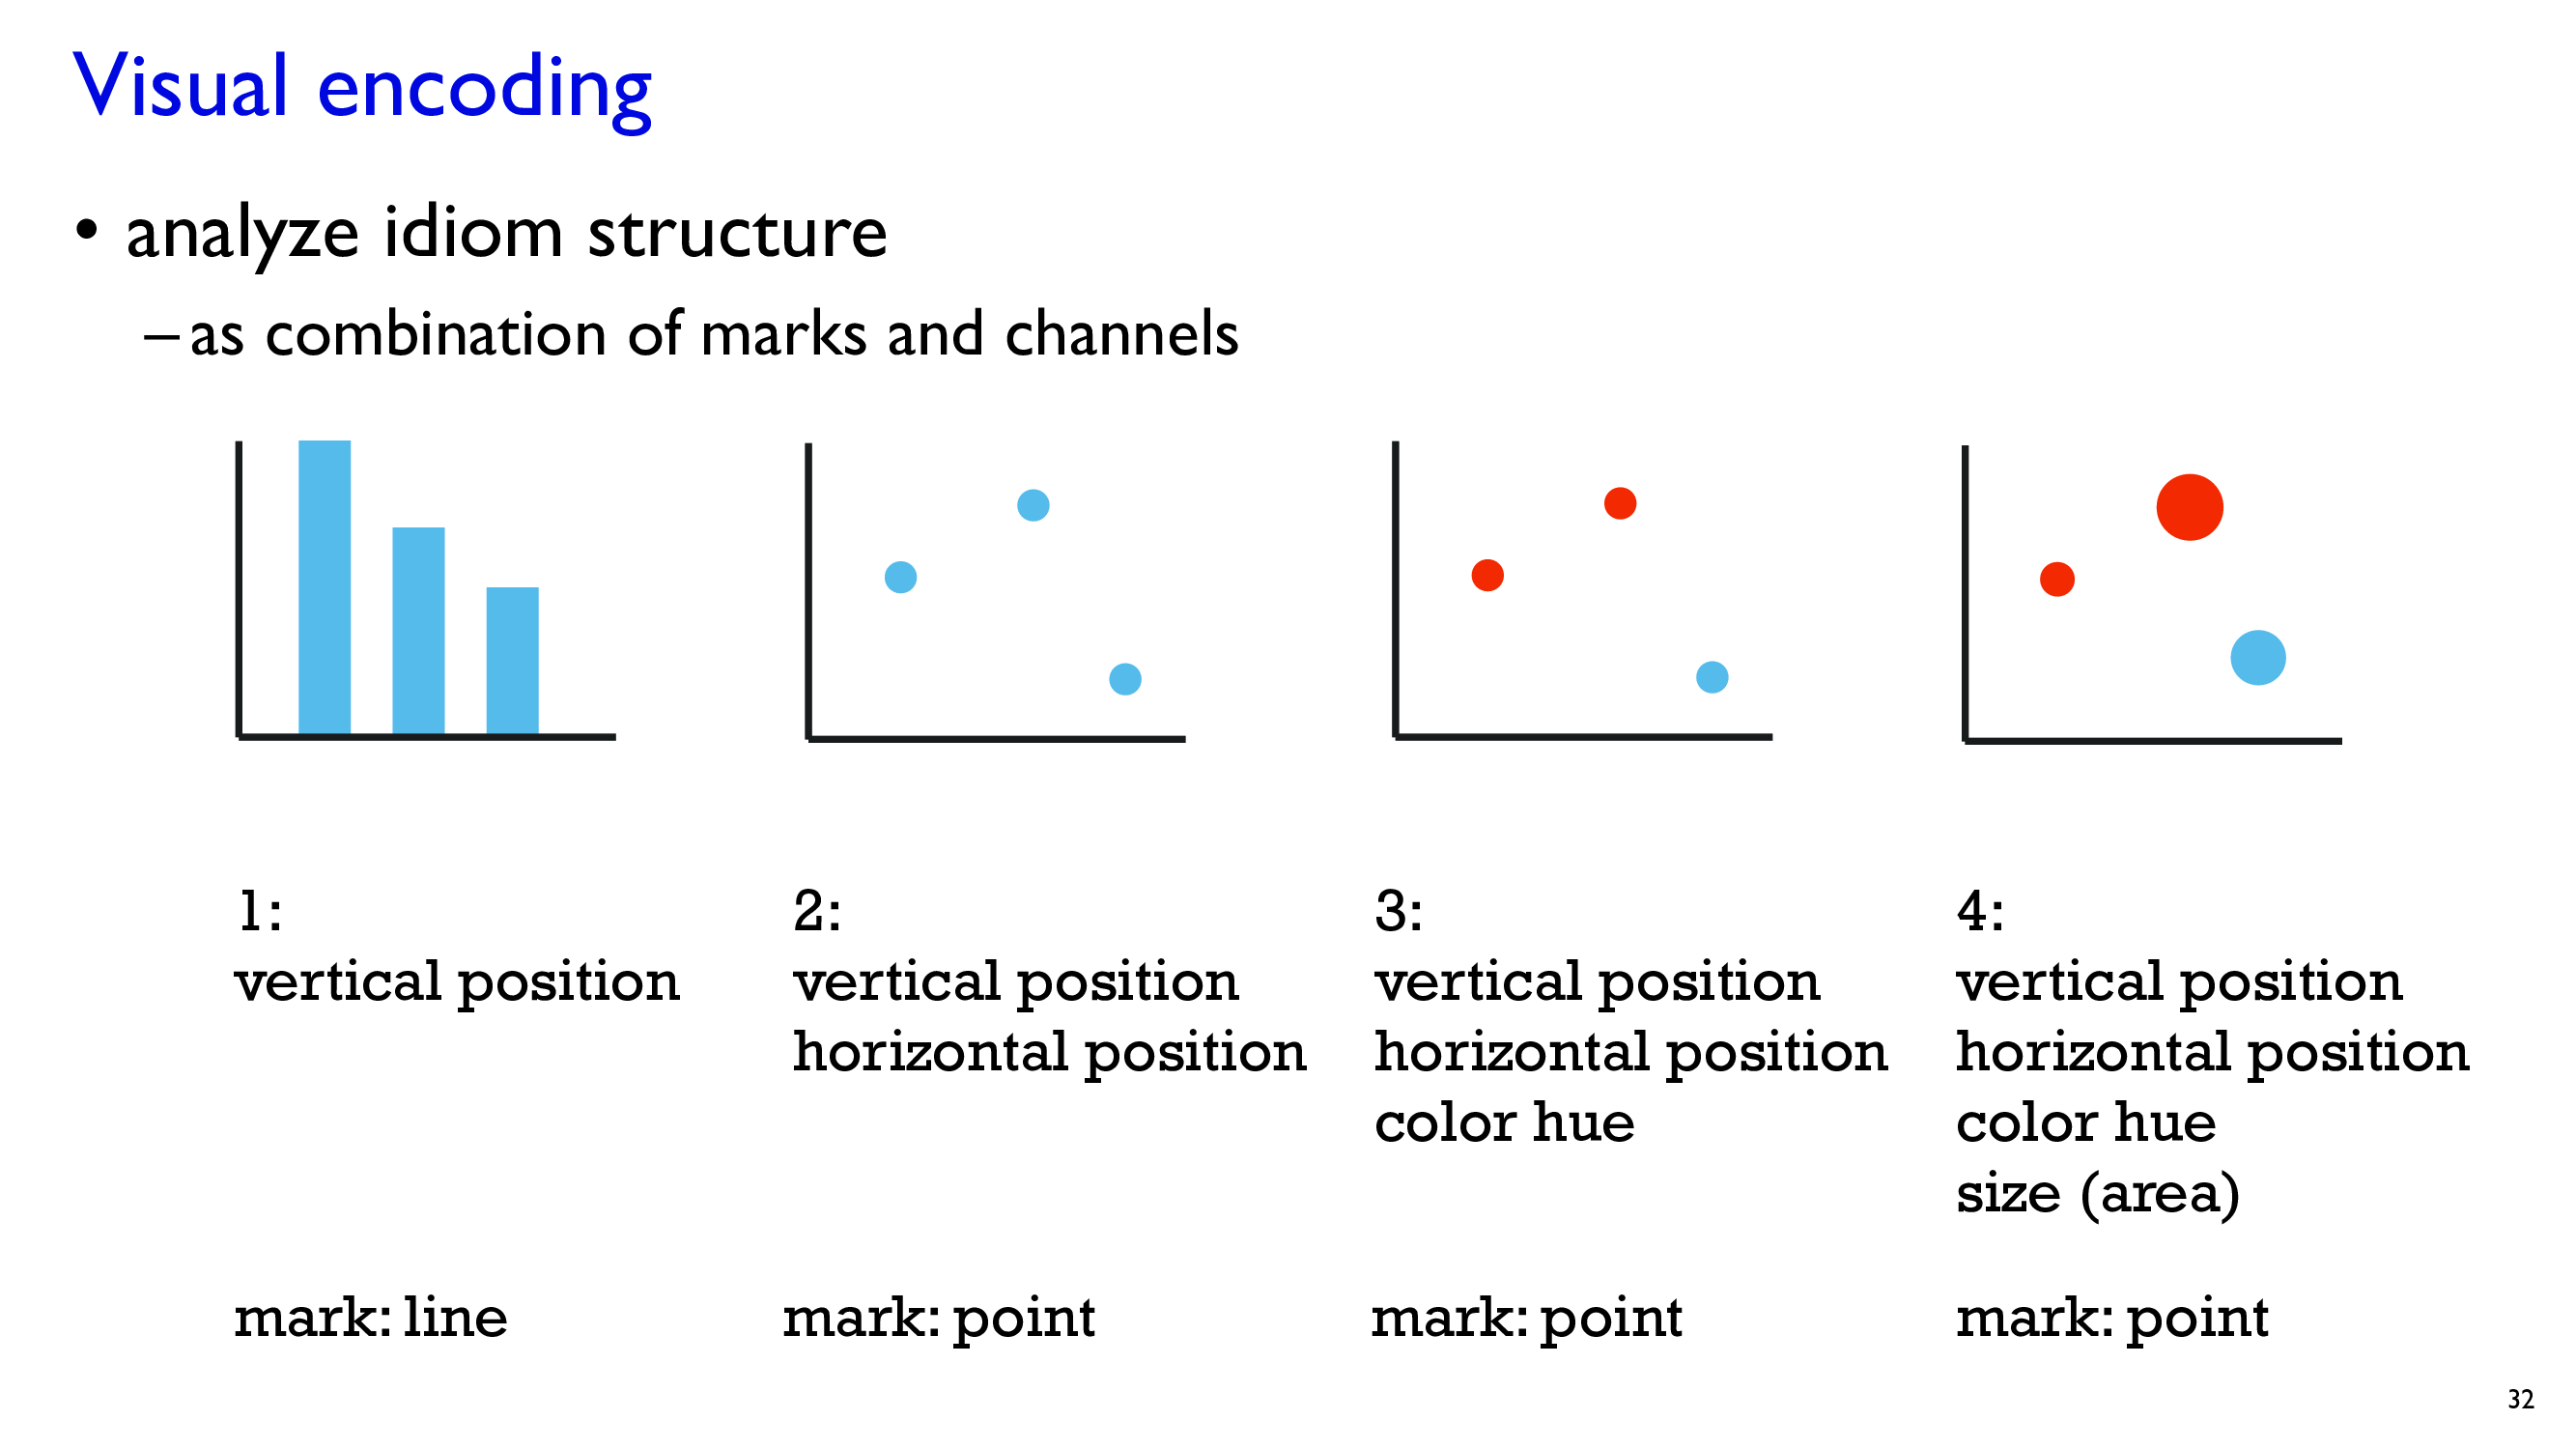 Visual encoding
• analyze idiom structure
– as combination of marks and channels
1:
vertical position
mark: line
2:
vertical position
horizontal position
mark: point
3:
vertical position
horizontal position
color hue
mark: point
4:
vertical position
horizontal position
color hue
size (area)
mark: point
32